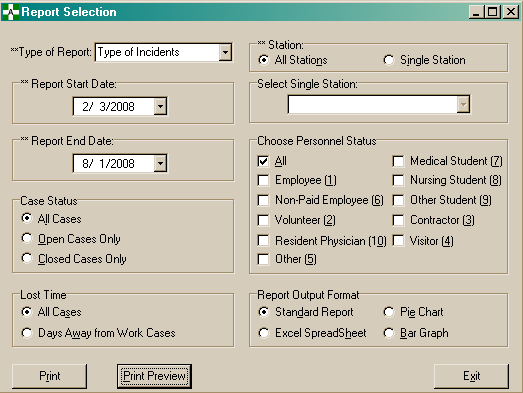 Report Selection
**Type of Report: Type of Incidents
** Station:
All Stations Single Station
** Report Start Date:
2/ 3/2008
Select Single Station:
** Report End Date:
8/ 1/2008
Choose Personnel Status
All Medical Student (7)
Employee (1) Nursing Student (8)
Non-Paid Employee (6) Other Student (9)
Volunteer (2) Contractor (3)
Resident Physician (10) Visitor (4)
Other (5)
Case Status
All Cases
Open Cases Only
Closed Cases Only
Lost Time
All Cases
Days Away from Work Cases
Report Output Format
Standard Report Pie Chart
Excel SpreadSheet Bar Graph
Print Print Preview Exit